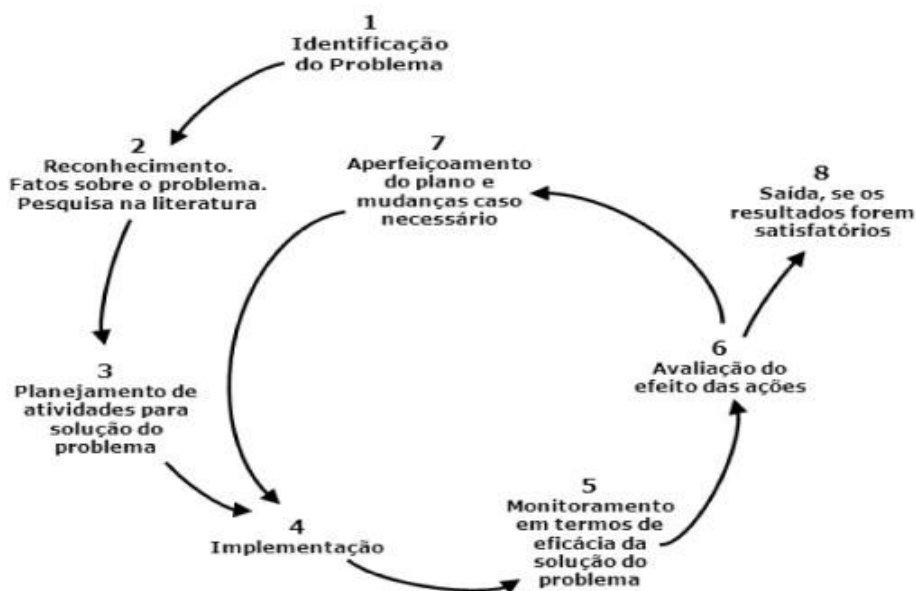 1
Identificação
do Problema
2
Reconhecimento.
Fatos sobre o problema.
Pesquisa na literatura
3
Planejamento de
atividades para
solução do
problema
4
Implementação
5
Monitoramento
em termos de
eficácia da
solução do
problema
6
Avaliação do
efeito das ações
7
Aperfeiçoamento
do plano e
mudanças caso
necessário
8
Saída, se os
resultados forem
satisfatórios